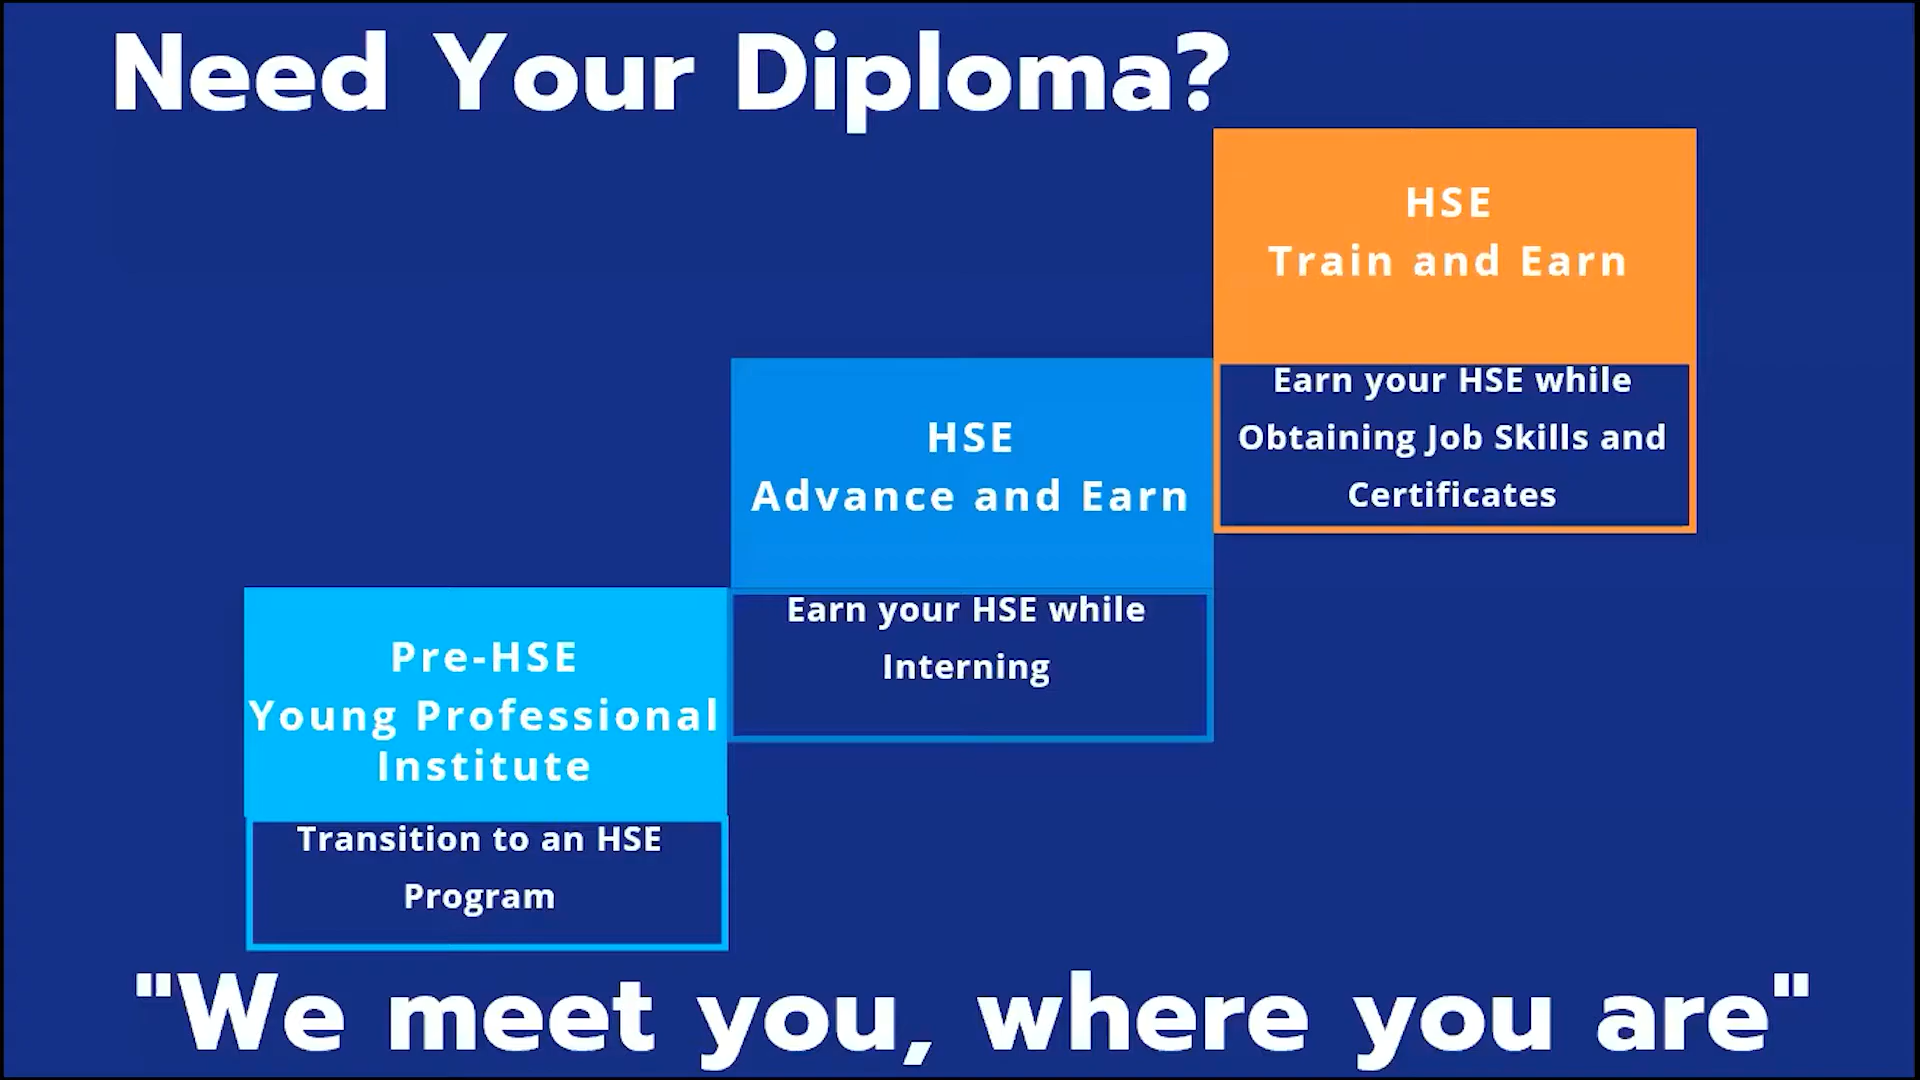 Need Your Diploma?
HSE
Train and Earn
Earn your HSE while
Obtaining Job Skills and
Certificates
HSE
Advance and Earn
Earn your HSE while
Interning
Pre-HSE
Young Professional
Institute
Transition to an HSE
Program
"We meet you, where you are"